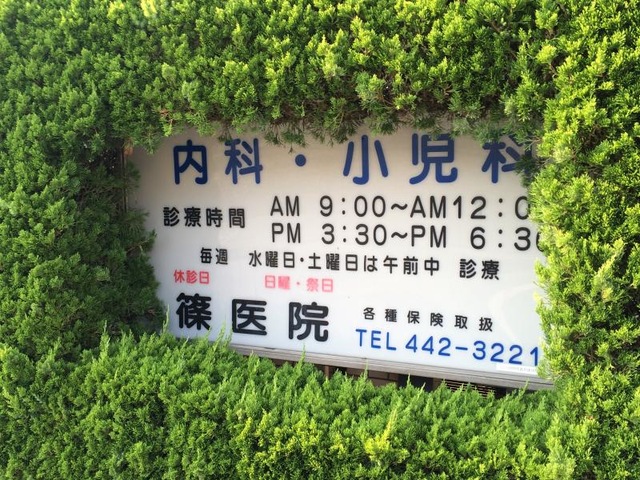 内科・小児科
診療時間 AM 9:00~AM12:0
PM 3:30~PM 6:30
毎週 水曜日・土曜日は午前中 診療
休診日 日曜・祭日
篠医院 各種保険取扱
TEL 442-3221